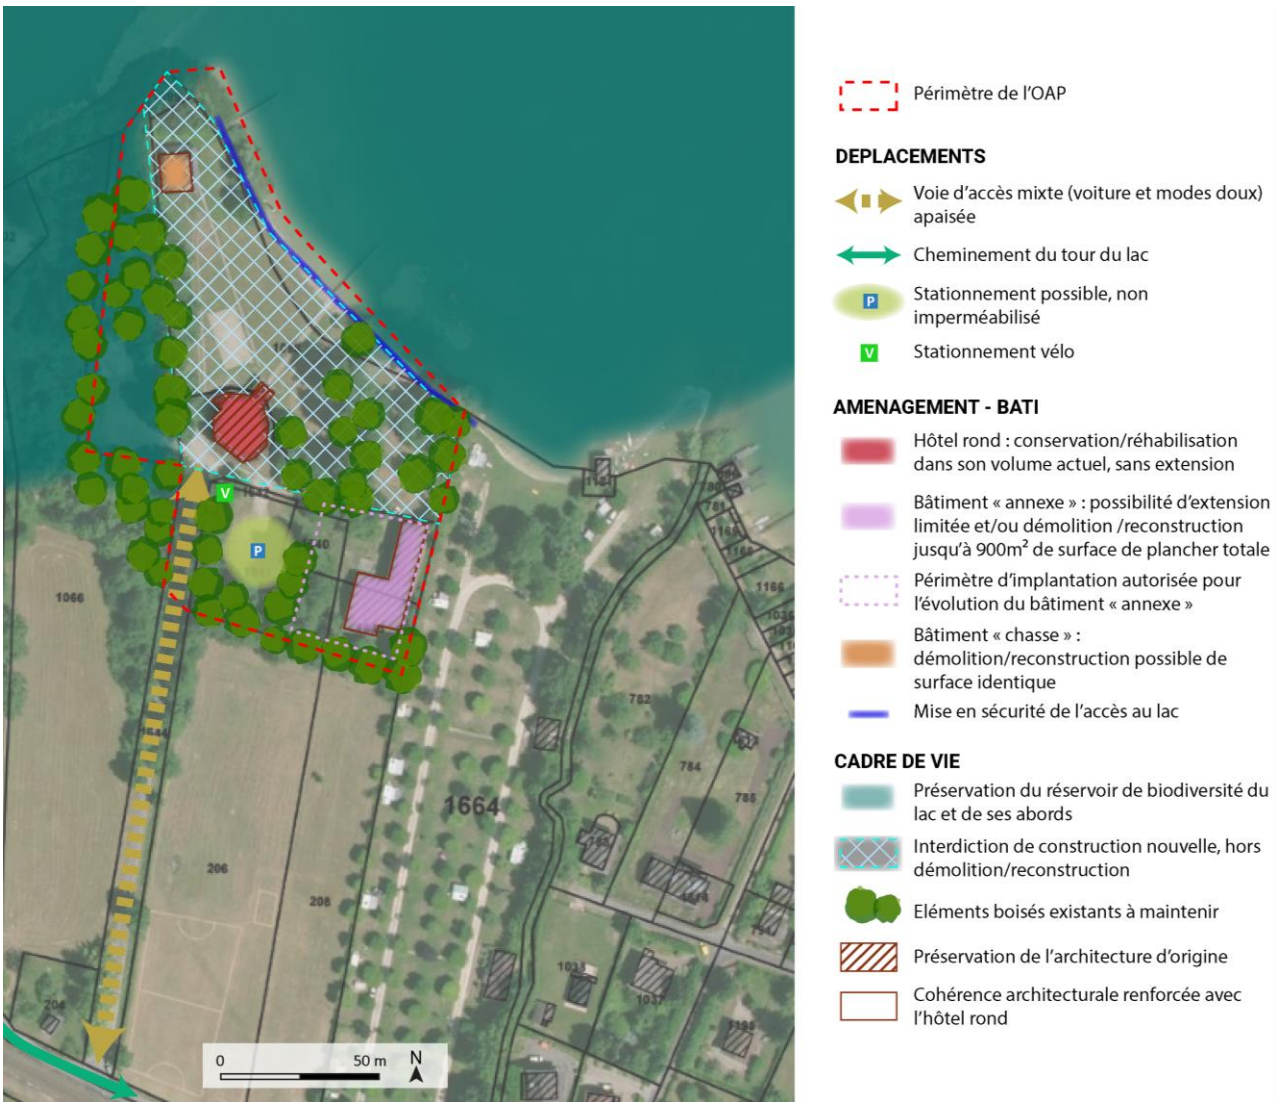 Périmètre de l'OAP
DEPLACEMENTS
Voie d'accès mixte (voiture et modes doux)
apaisée
Cheminement du tour du lac
P
Stationnement possible, non
imperméabilisé
V
Stationnement vélo
AMENAGEMENT - BATI
Hôtel rond : conservation/réhabilisation
dans son volume actuel, sans extension
Bâtiment « annexe » : possibilité d'extension
limitée et/ou démolition /reconstruction
jusqu'à 900m² de surface de plancher totale
Périmètre d'implantation autorisée pour
l'évolution du bâtiment « annexe »
Bâtiment « chasse » :
démolition/reconstruction possible de
surface identique
Mise en sécurité de l'accès au lac
CADRE DE VIE
Préservation du réservoir de biodiversité du
lac et de ses abords
Interdiction de construction nouvelle, hors
démolition/reconstruction
Eléments boisés existants à maintenir
Préservation de l'architecture d'origine
Cohérence architecturale renforcée avec
l'hôtel rond
V
P
1066
1166
782
784
785
1664
206
208
1037
0 50 m N